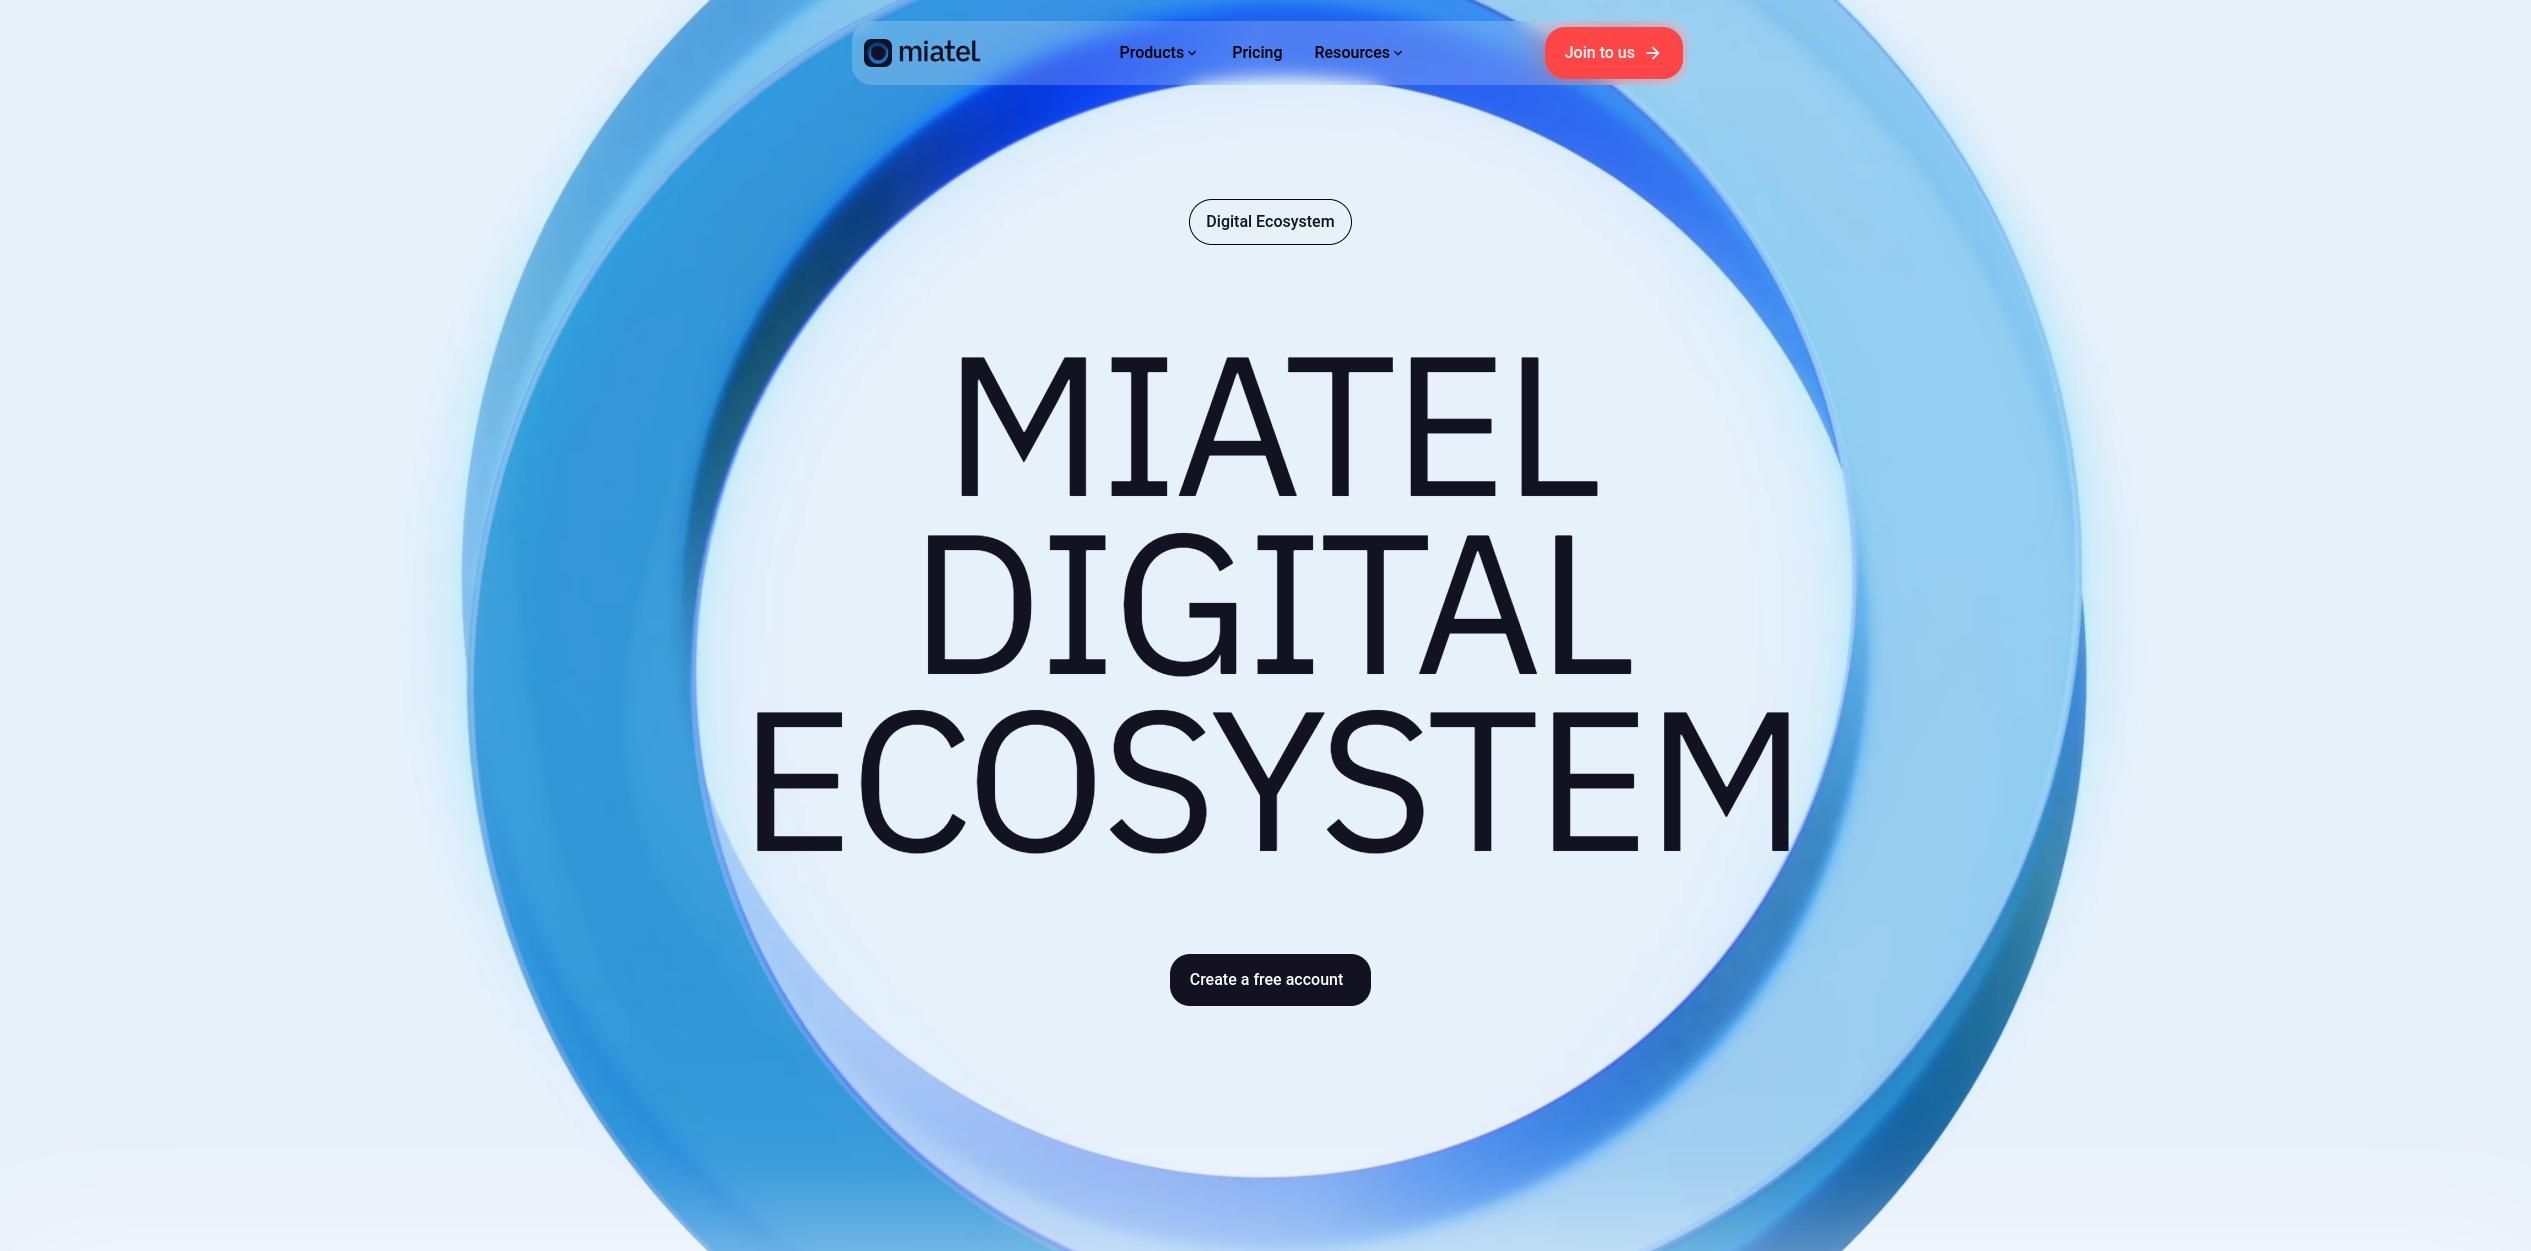 miatel
Products
Pricing
Resources
Join to us
Digital Ecosystem
MIATEL
DIGITAL
ECOSYSTEM
Create a free account